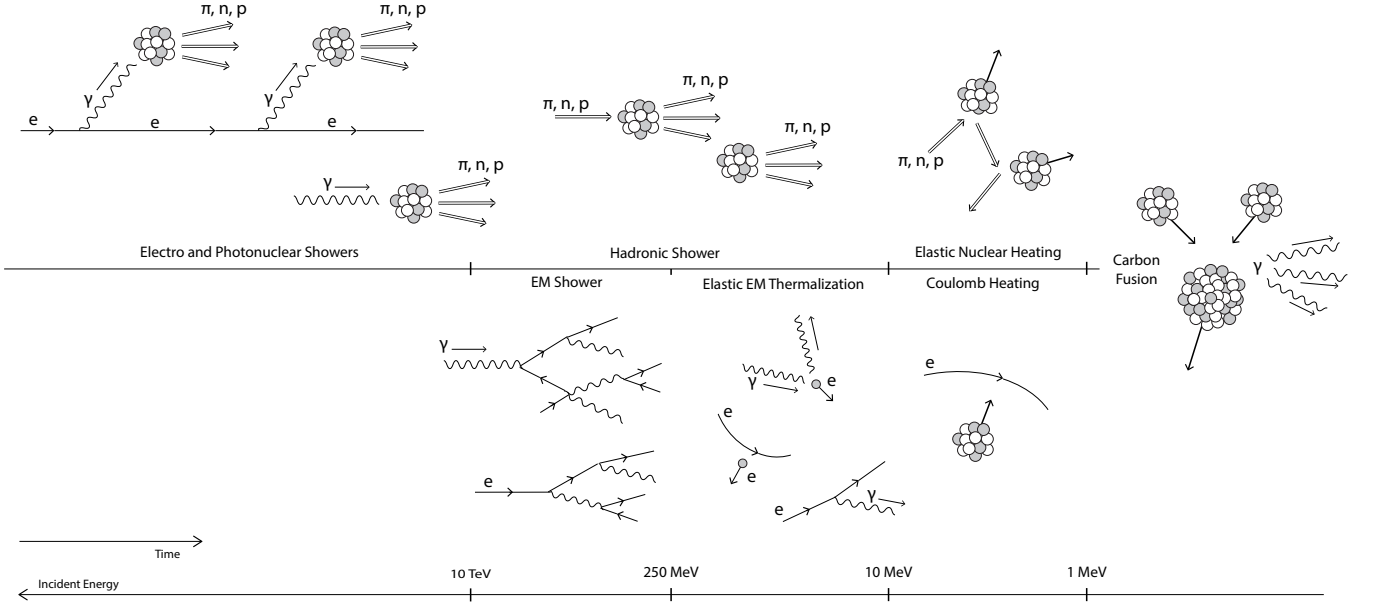 π, n, p
π, n, p
γ
γ
e
e
e
π, n, p
γ
π, n, p
π, n, p
π, n, p
π, n, p
Electro and Photonuclear Showers
Hadronic Shower
Elastic Nuclear Heating
Carbon
Fusion
γ
EM Shower
Elastic EM Thermalization
Coulomb Heating
γ
e
γ
e
e
e
γ
e
e
Time
10 TeV
250 MeV
10 MeV
1 MeV
Incident Energy